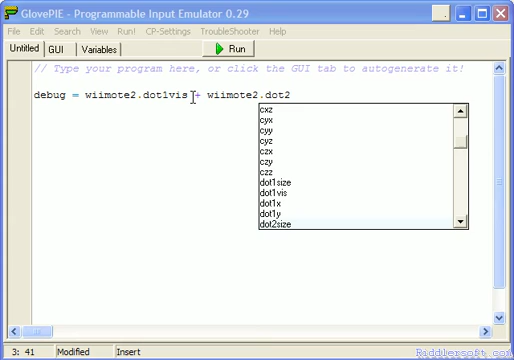 GlovePIE - Programmable Input Emulator 0.29
File Edit Search View Run! CP-Settings TroubleShooter Help
Untitled GUI Variables Run
// Type your program here, or click the GUI tab to autogenerate it!
debug = wiimote2.dot1vis + wiimote2.dot2
cxz
cyx
cyy
cyz
czx
czy
czz
dot1size
dot1vis
dot1x
dot1y
dot2size
3: 41 Modified Insert
Riddlersoft.com